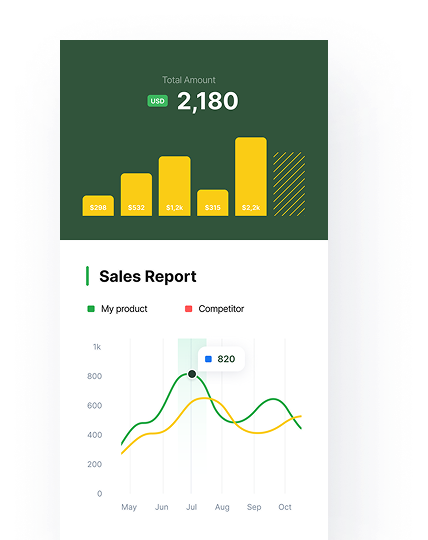 Total Amount
USD 2,180
$298 $532 $1,2k $315 $2,2k
Sales Report
My product Competitor
1k
820
800
600
400
200
0
May Jun Jul Aug Sep Oct